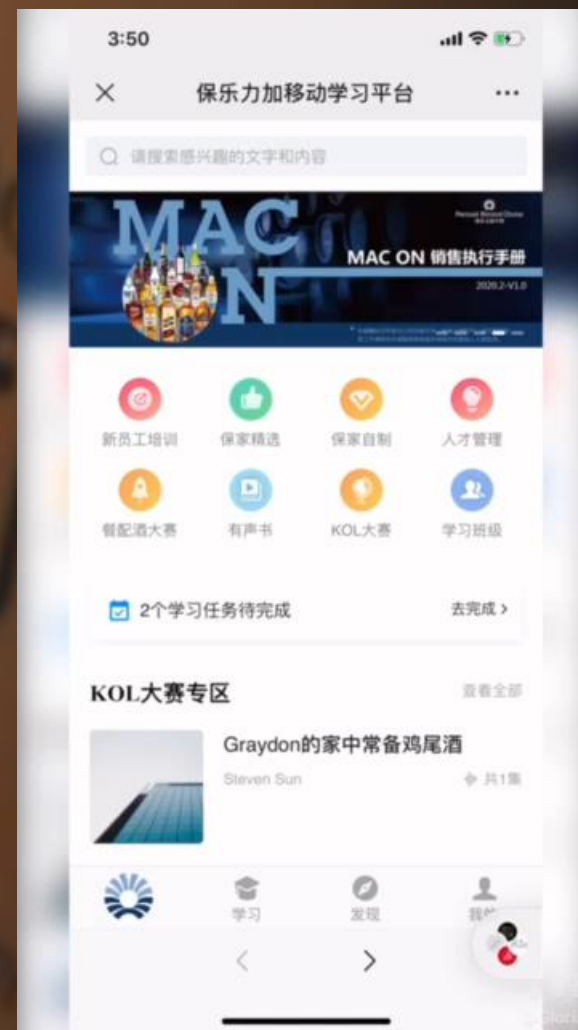 3:50
保乐力加移动学习平台
请搜索感兴趣的文字和内容
MAC
ON
MAC ON 销售执行手册
2020.2-V1.0
新员工培训
保家精选
保家自制
人才管理
餐配酒大赛
有声书
KOL大赛
学习班级
2个学习任务待完成
去完成 >
KOL大赛专区
查看全部
Graydon的家中常备鸡尾酒
Steven Sun
共1集
学习
发现